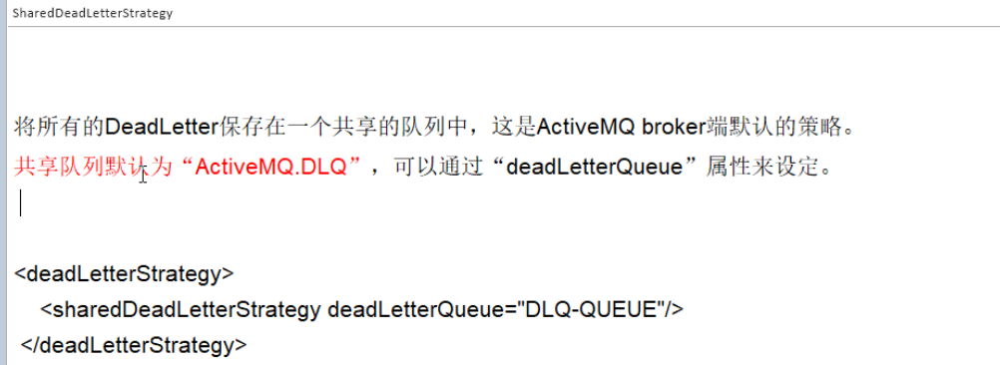 SharedDeadLetterStrategy
将所有的DeadLetter保存在一个共享的队列中，这是ActiveMQ broker端默认的策略。
共享队列默认为“ActiveMQ.DLQ”，可以通过“deadLetterQueue”属性来设定。
<deadLetterStrategy>
<sharedDeadLetterStrategy deadLetterQueue="DLQ-QUEUE"/>
</deadLetterStrategy>